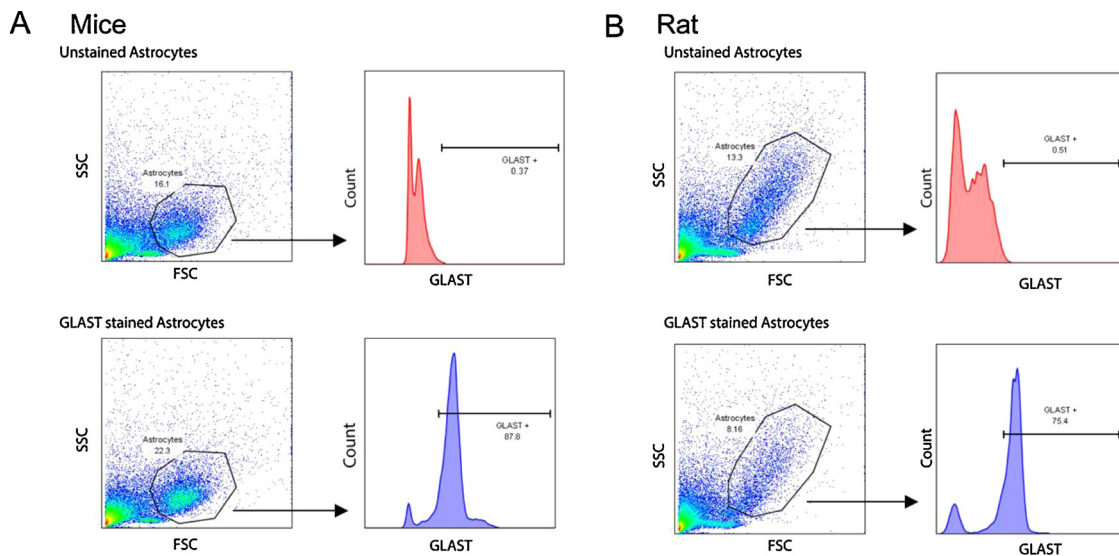 A Mice
Unstained Astrocytes
SSC
Astrocytes
16.1
FSC
Count
GLAST +
0.37
GLAST
GLAST stained Astrocytes
SSC
Astrocytes
22.3
FSC
Count
GLAST +
87.8
GLAST
B Rat
Unstained Astrocytes
SSC
Astrocytes
13.3
FSC
Count
GLAST +
0.51
GLAST
GLAST stained Astrocytes
SSC
Astrocytes
8.16
FSC
Count
GLAST +
75.4
GLAST